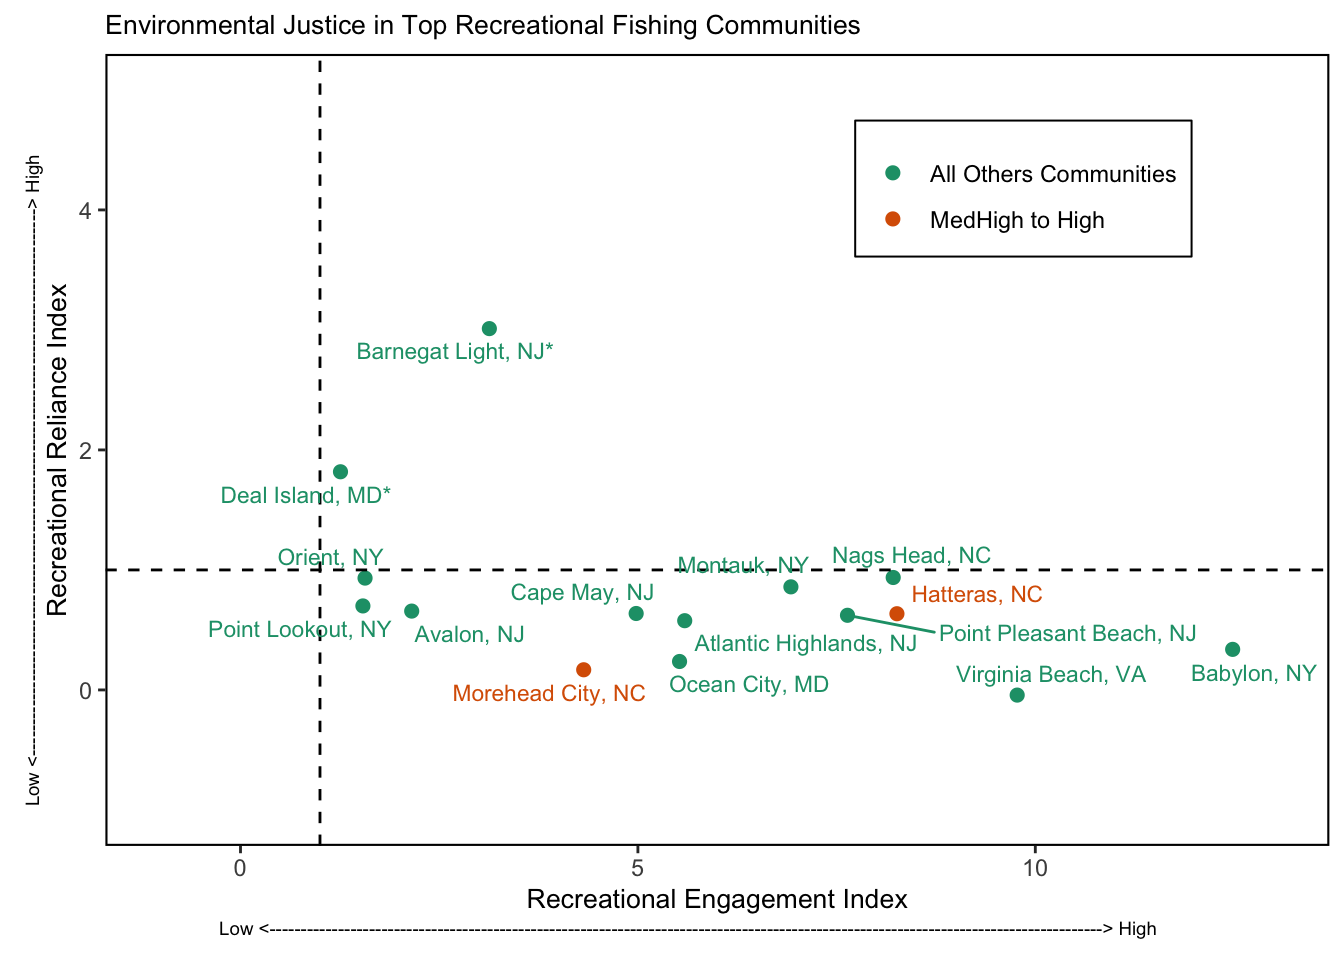 Environmental Justice in Top Recreational Fishing Communities
All Others Communities
MedHigh to High
Low <--------------------------------------------------------------------------------------> High
Recreational Reliance Index
4
2
0
Barnegat Light, NJ*
Deal Island, MD*
Orient, NY
Montauk, NY
Nags Head, NC
Cape May, NJ
Hatteras, NC
Point Lookout, NY
Avalon, NJ
Atlantic Highlands, NJ
Point Pleasant Beach, NJ
Morehead City, NC
Ocean City, MD
Virginia Beach, VA
Babylon, NY
0
5
10
Recreational Engagement Index
Low <--------------------------------------------------------------------------------------------------------------------------------------> High